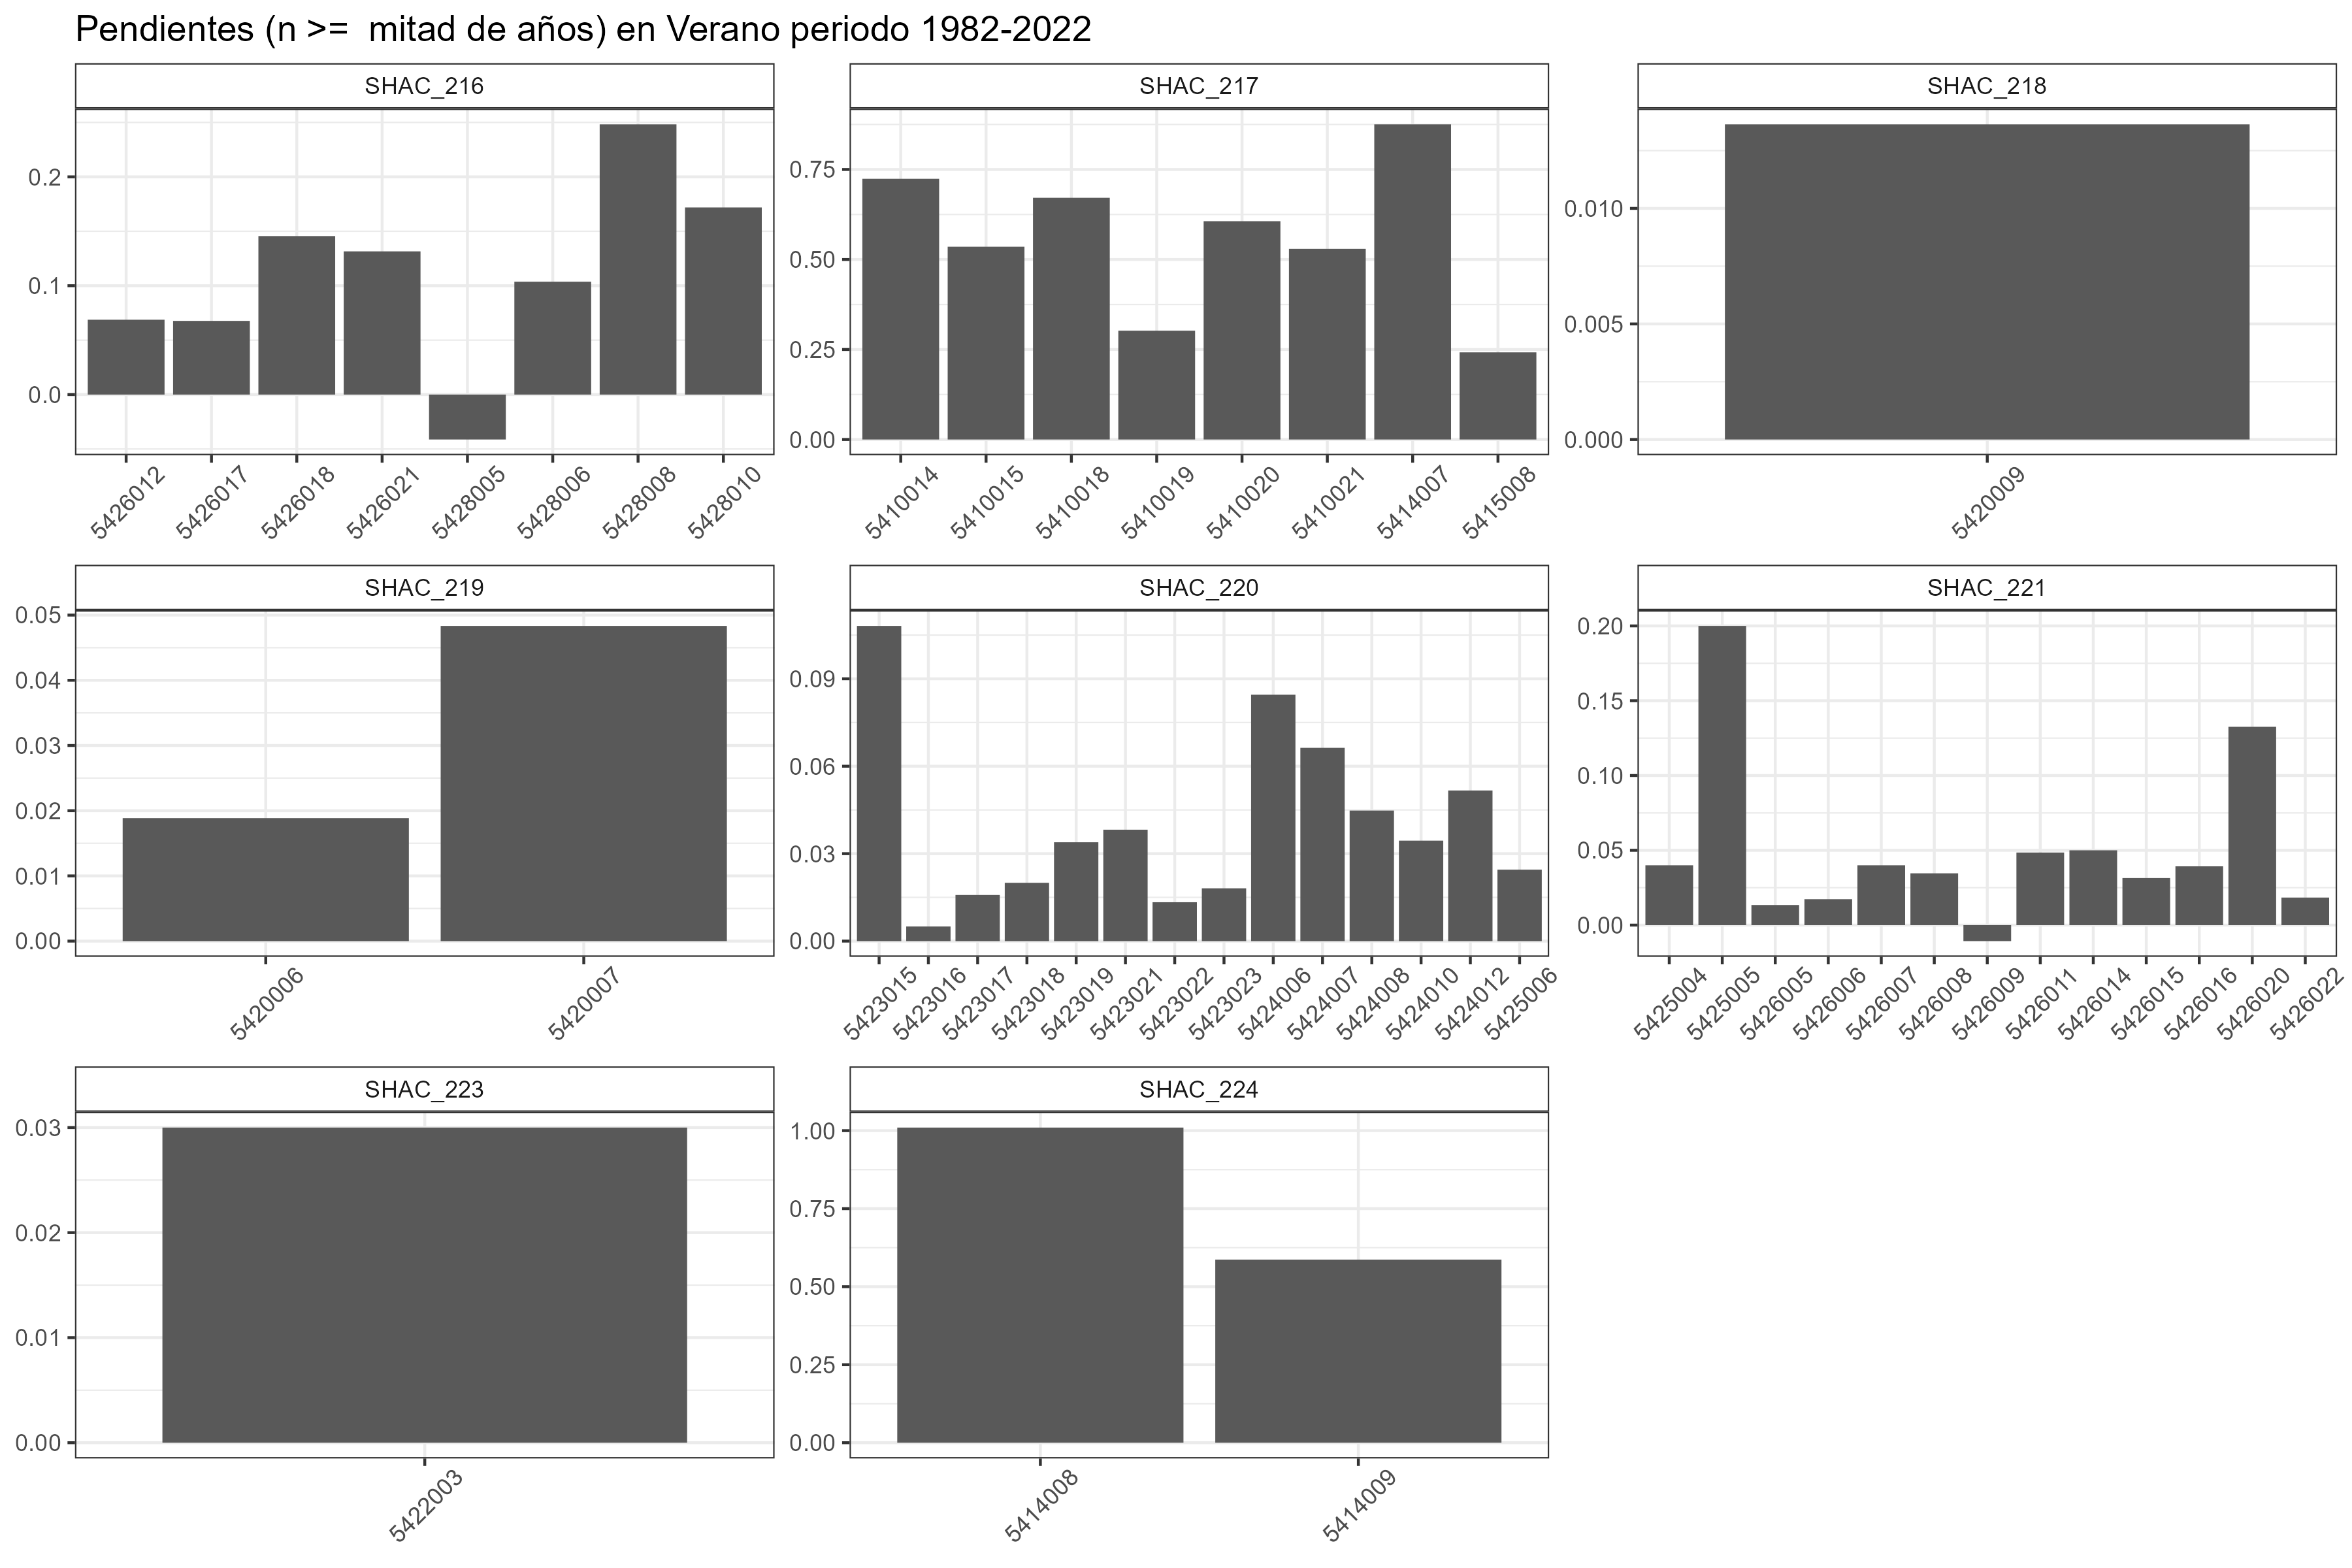 Pendientes (n >=  mitad de años) en Verano periodo 1982-2022
SHAC_216
0.2
0.1
0.0
5426012 5426017 5426018 5426021 5428005 5428006 5428008 5428010
SHAC_217
0.75
0.50
0.25
0.00
5410014 5410015 5410018 5410019 5410020 5410021 5414007 5415008
SHAC_218
0.010
0.005
0.000
5420009
SHAC_219
0.05
0.04
0.03
0.02
0.01
0.00
5420006 5420007
SHAC_220
0.09
0.06
0.03
0.00
5423015 5423016 5423017 5423018 5423019 5423021 5423022 5423023 5424006 5424007 5424008 5424010 5424012 5425006
SHAC_221
0.20
0.15
0.10
0.05
0.00
5425004 5425005 5426005 5426006 5426007 5426008 5426009 5426011 5426014 5426015 5426016 5426020 5426022
SHAC_223
0.03
0.02
0.01
0.00
5422003
SHAC_224
1.00
0.75
0.50
0.25
0.00
5414008 5414009